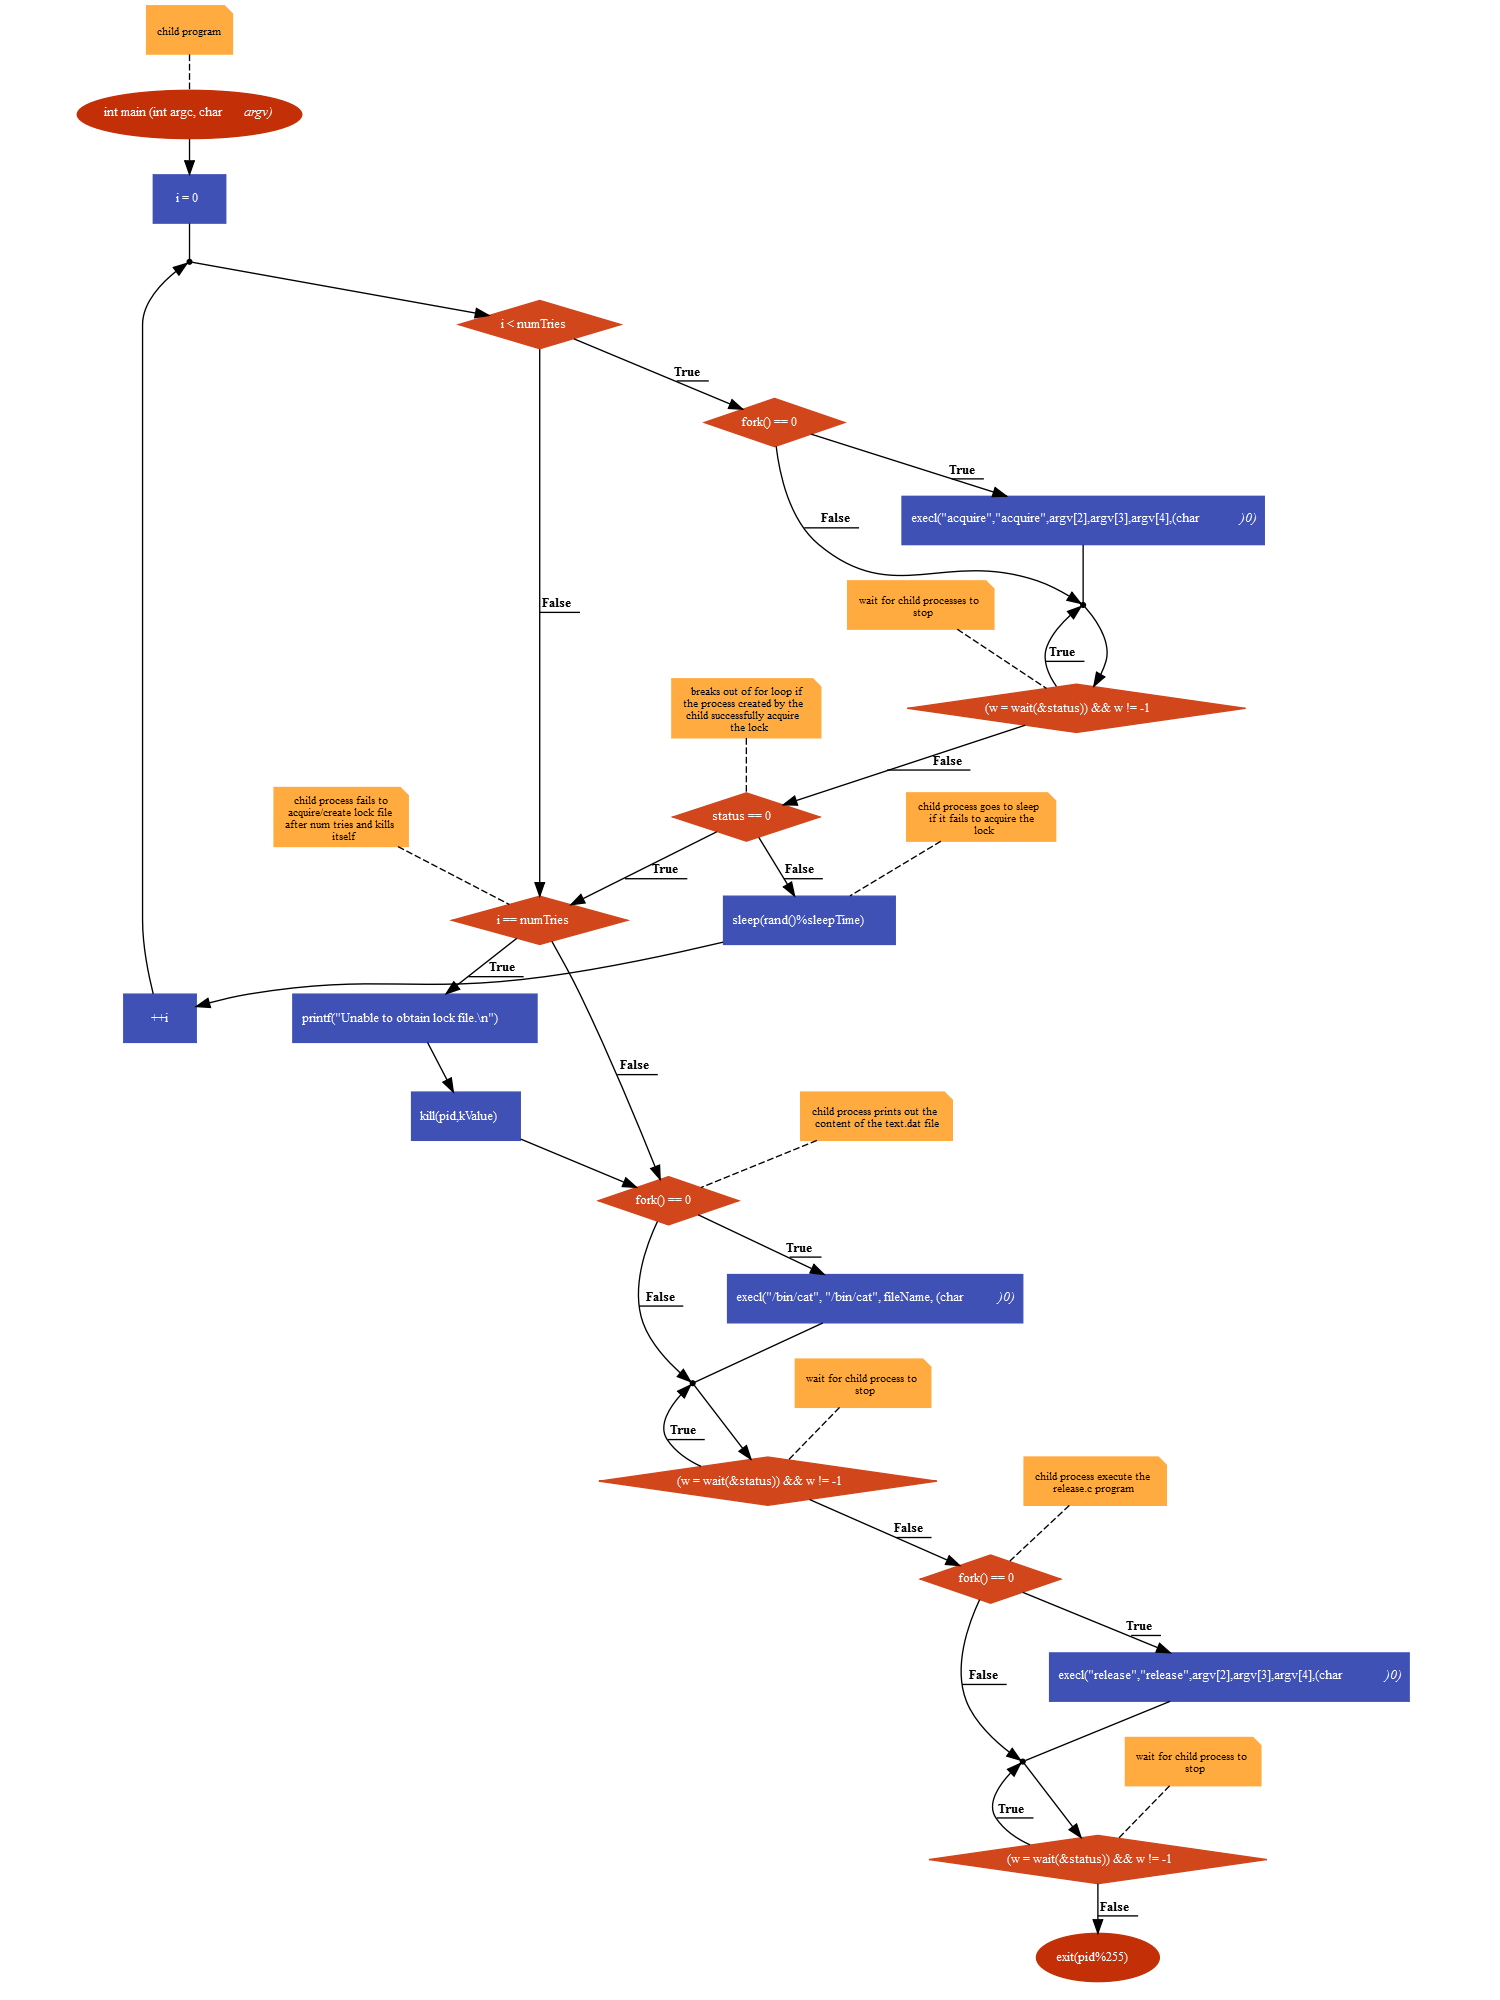 child program
int main (int argc, char argv)
i = 0
i < numTries
True
fork() == 0
True
False
execl("acquire","acquire",argv[2],argv[3],argv[4],(char )0)
False
wait for child processes to
stop
True
(w = wait(&status)) && w != -1
breaks out of for loop if
the process created by the
child successfully acquire
the lock
False
child process fails to
acquire/create lock file
after num tries and kills
itself
status == 0
child process goes to sleep
if it fails to acquire the
lock
True
False
i == numTries
sleep(rand()%sleepTime)
True
++i
printf("Unable to obtain lock file.\n")
False
kill(pid,kValue)
child process prints out the
content of the text.dat file
fork() == 0
True
False
execl("/bin/cat", "/bin/cat", fileName, (char )0)
wait for child process to
stop
True
(w = wait(&status)) && w != -1
child process execute the
release.c program
False
fork() == 0
True
False
execl("release","release",argv[2],argv[3],argv[4],(char )0)
wait for child process to
stop
True
(w = wait(&status)) && w != -1
False
exit(pid%255)